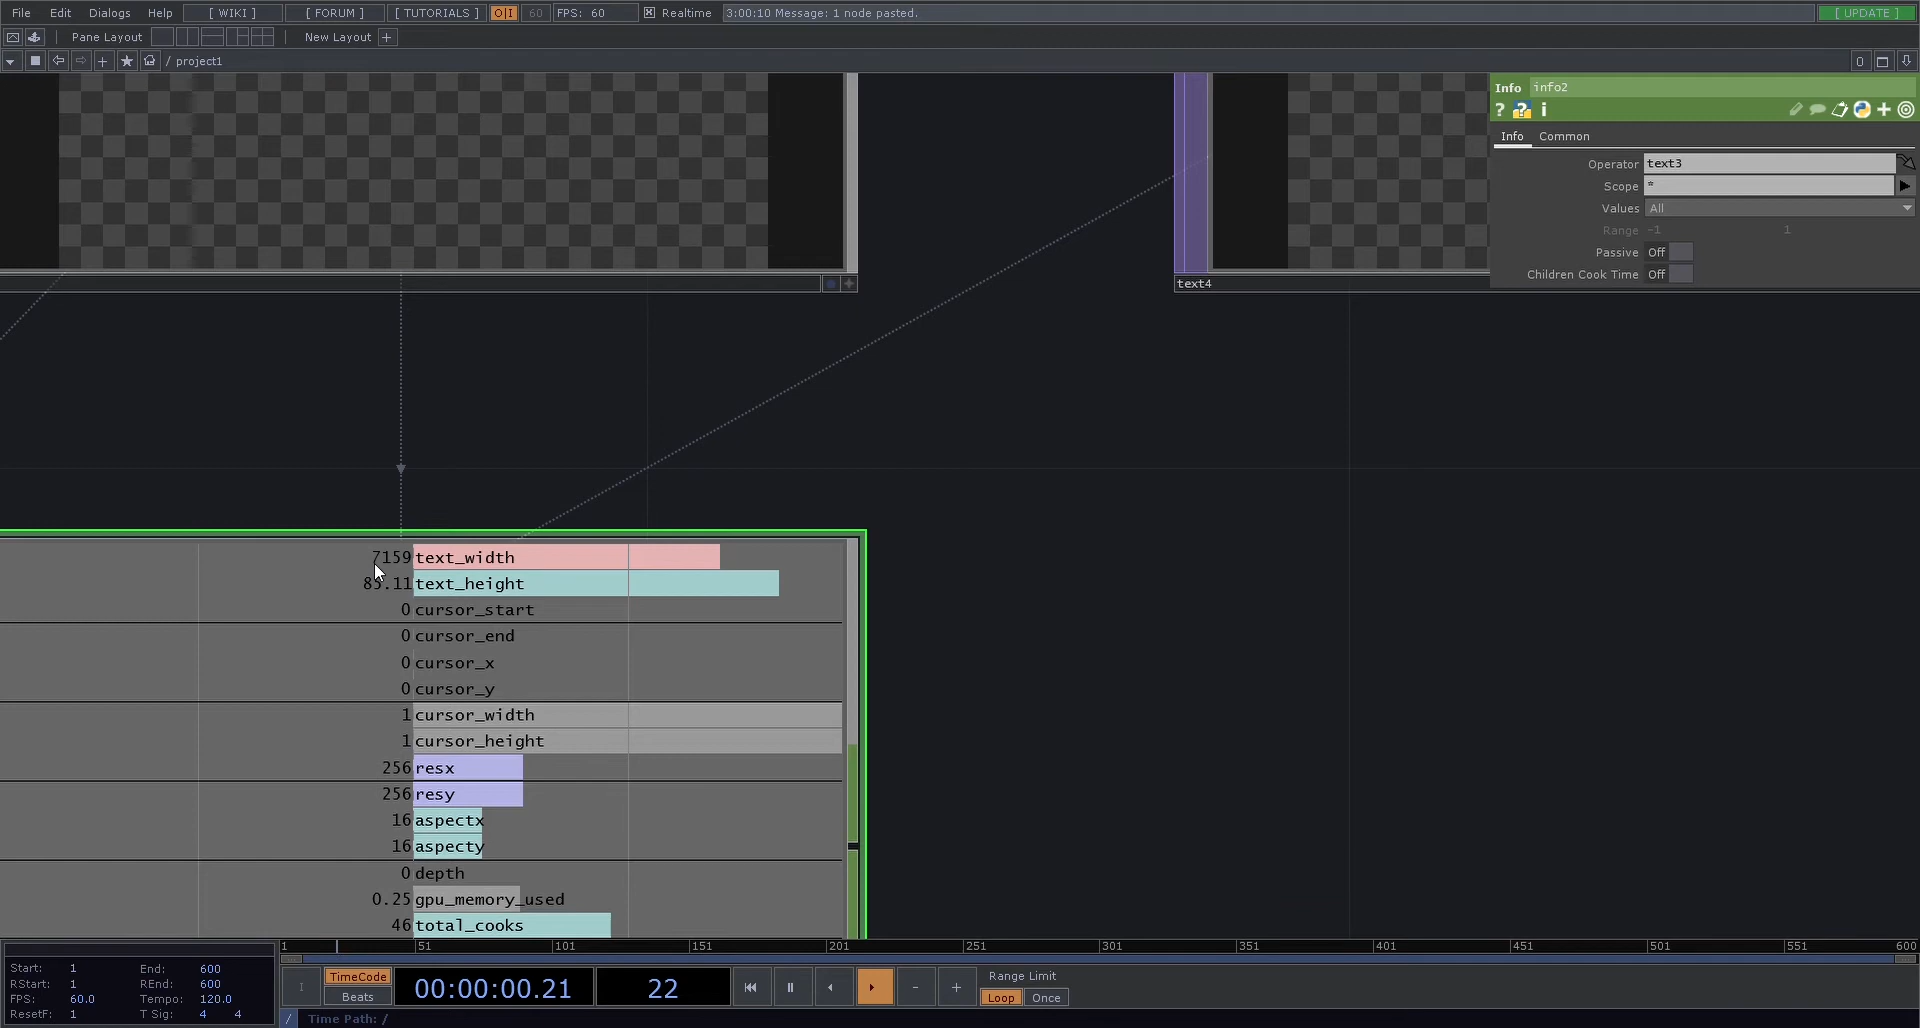 File Edit Dialogs Help [ WIKI ] [ FORUM ] [ TUTORIALS ] O|I 60 FPS: 60 Realtime 3:00:10 Message: 1 node pasted. [ UPDATE ]
Pane Layout New Layout +
/ project1 0
Info info2
? ? i
Info Common
Operator text3
Scope *
Values All
Range -1 1
Passive Off
Children Cook Time Off
text4
7159 text_width
text_height
0 cursor_start
0 cursor_end
0 cursor_x
0 cursor_y
1 cursor_width
1 cursor_height
256 resx
256 resy
16 aspectx
16 aspecty
0 depth
0.25 gpu_memory_used
46 total_cooks
1 51 101 151 201 251 301 351 401 451 501 551 600
Start: 1 End: 600
RStart: 1 REnd: 600
FPS: 60.0 Tempo: 120.0
ResetF: 1 T Sig: 4 4
I TimeCode 00:00:00.21 22 - + Range Limit
Beats Loop Once
/ Time Path: /